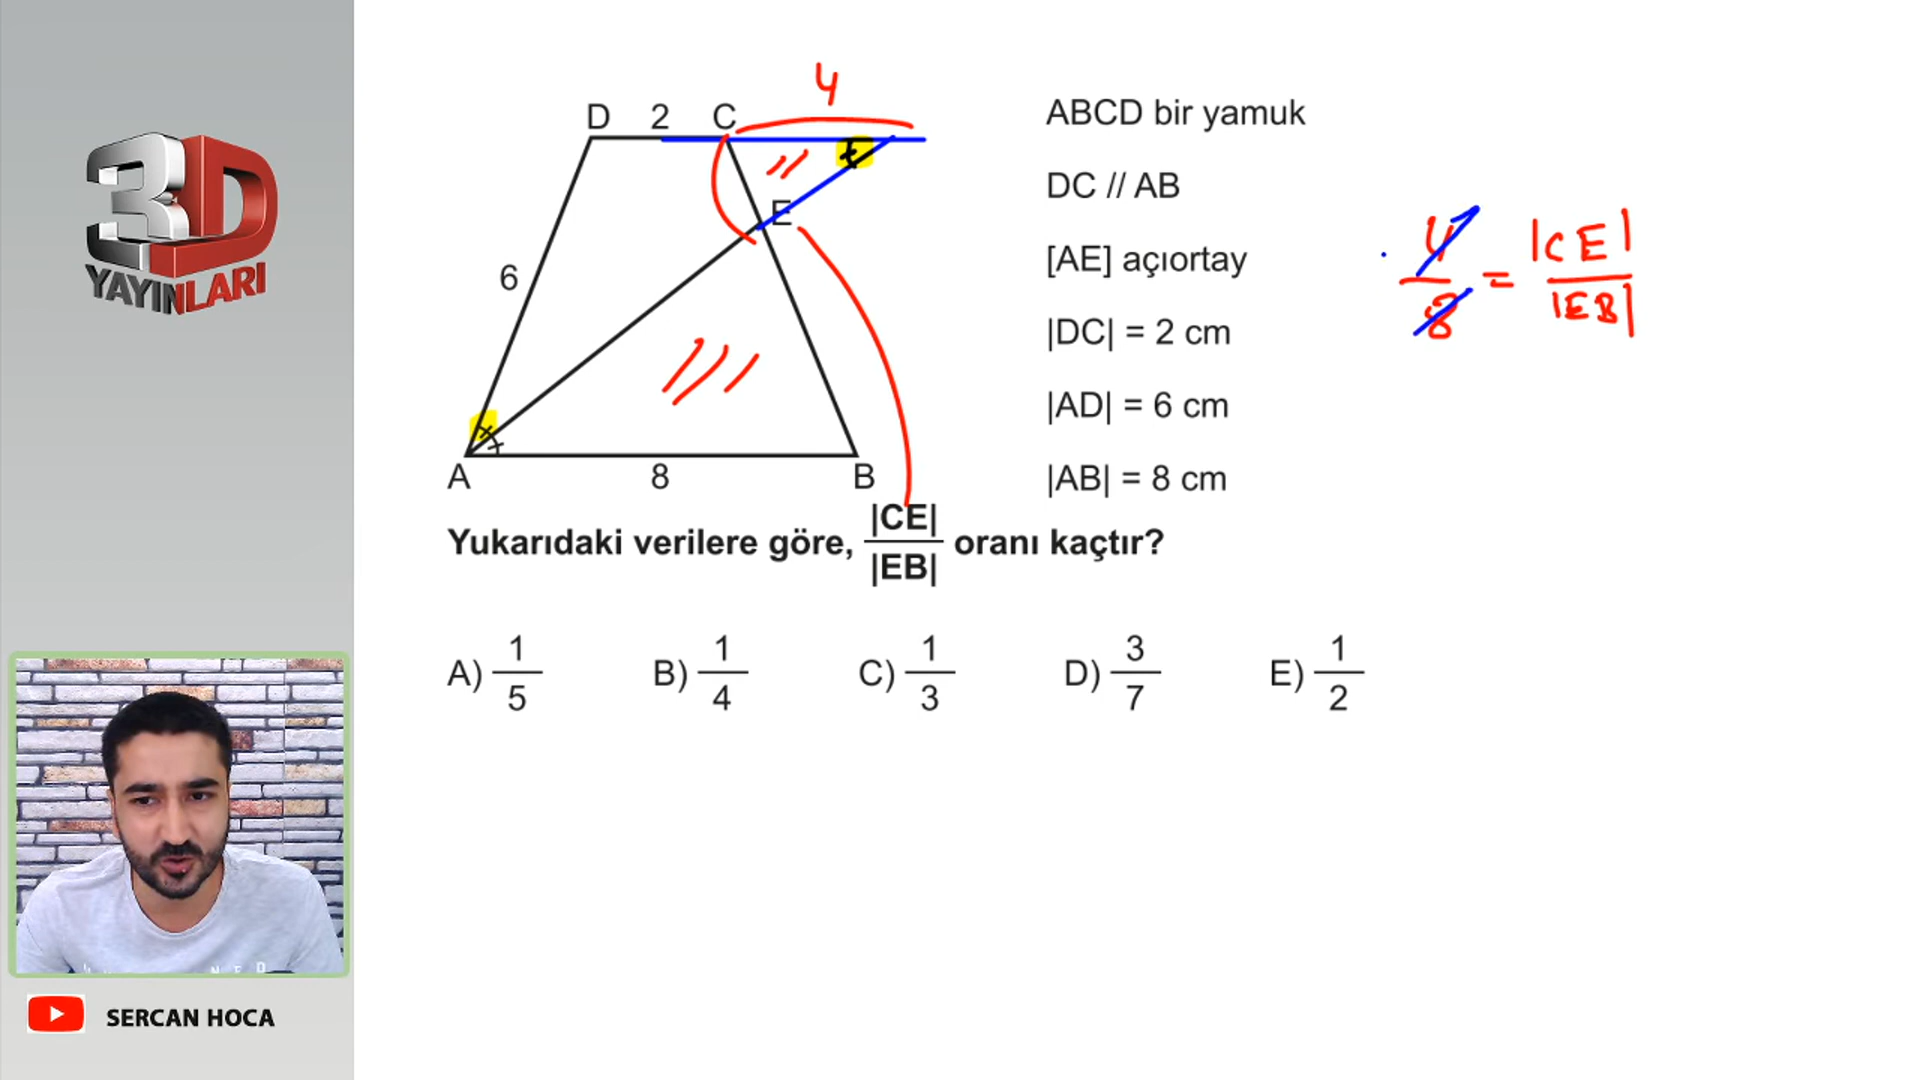 3D
YAYINLARI
4
D 2 C
E
6
A 8 B
ABCD bir yamuk
DC // AB
[AE] açıortay
|DC| = 2 cm
|AD| = 6 cm
|AB| = 8 cm
4/8 = |CE|/|EB|
Yukarıdaki verilere göre, |CE|/|EB| oranı kaçtır?
A) 1/5 B) 1/4 C) 1/3 D) 3/7 E) 1/2
SERCAN HOCA